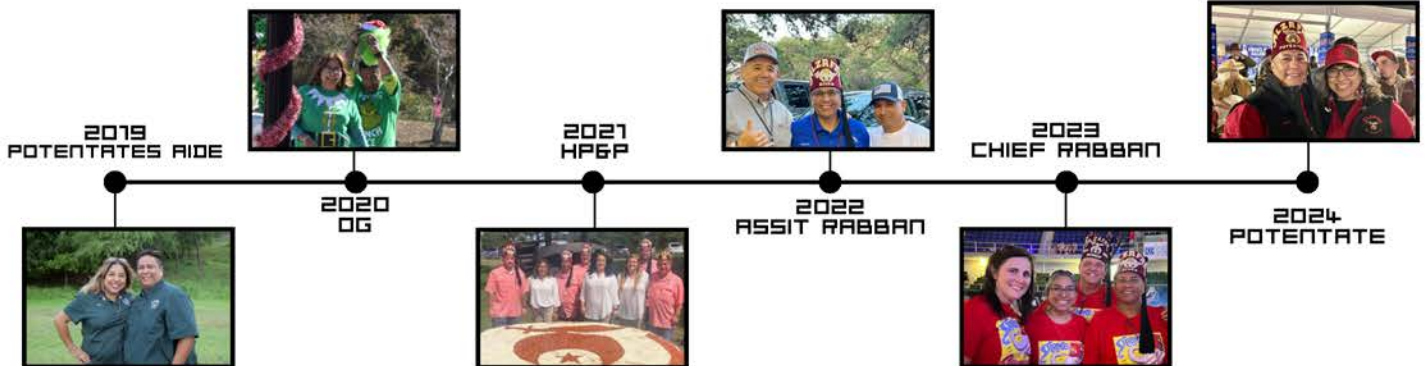 2019
POTENTATES AIDE
2020
OG
2021
HP&P
2022
ASSIT RABBAN
2023
CHIEF RABBAN
2024
POTENTATE